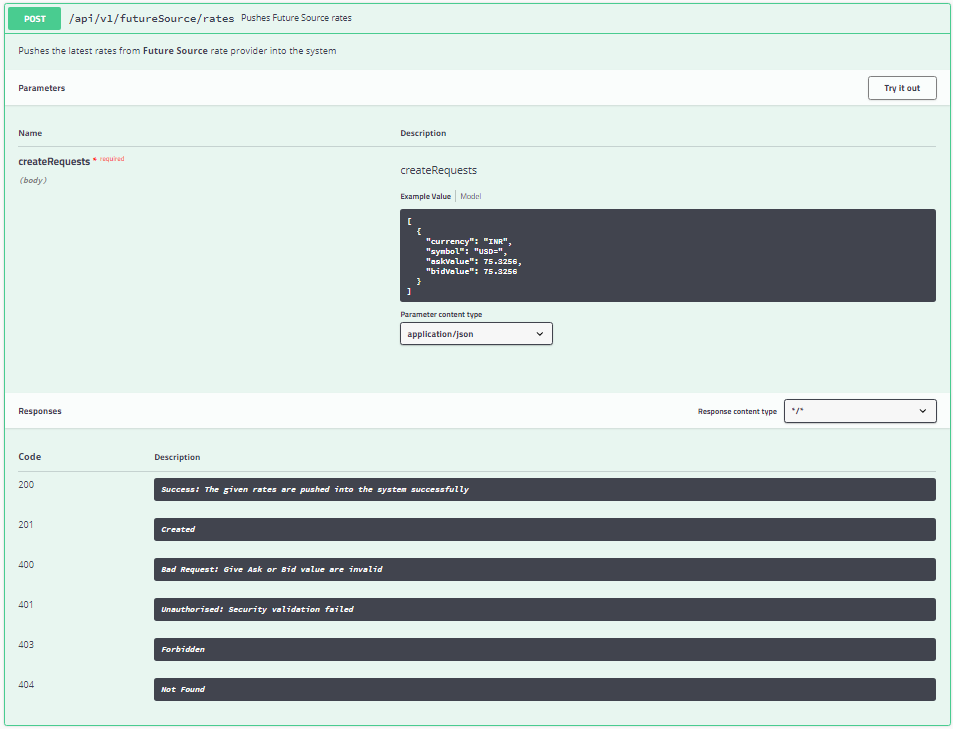 POST /api/v1/futureSource/rates Pushes Future Source rates
Pushes the latest rates from Future Source rate provider into the system
Parameters
Try it out
Name Description
createRequests * required
(body)
createRequests
Example Value Model
[
{
"currency": "INR",
"symbol": "USD=",
"askValue": 75.3256,
"bidValue": 75.3256
}
]
Parameter content type
application/json
Responses
Response content type */*
Code Description
200 Success: The given rates are pushed into the system successfully
201 Created
400 Bad Request: Give Ask or Bid value are invalid
401 Unauthorised: Security validation failed
403 Forbidden
404 Not Found